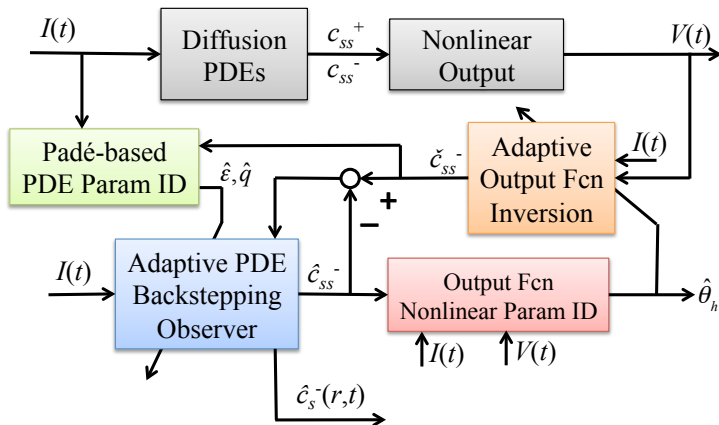 I(t)
Diffusion
PDEs
c_ss^+
c_ss^-
Nonlinear
Output
V(t)
Padé-based
PDE Param ID
ε̂,q̂
č_ss^-
Adaptive
Output Fcn
Inversion
I(t)
+
−
I(t)
Adaptive PDE
Backstepping
Observer
ĉ_ss^-
Output Fcn
Nonlinear Param ID
θ̂_h
I(t)
V(t)
ĉ_s^-(r,t)